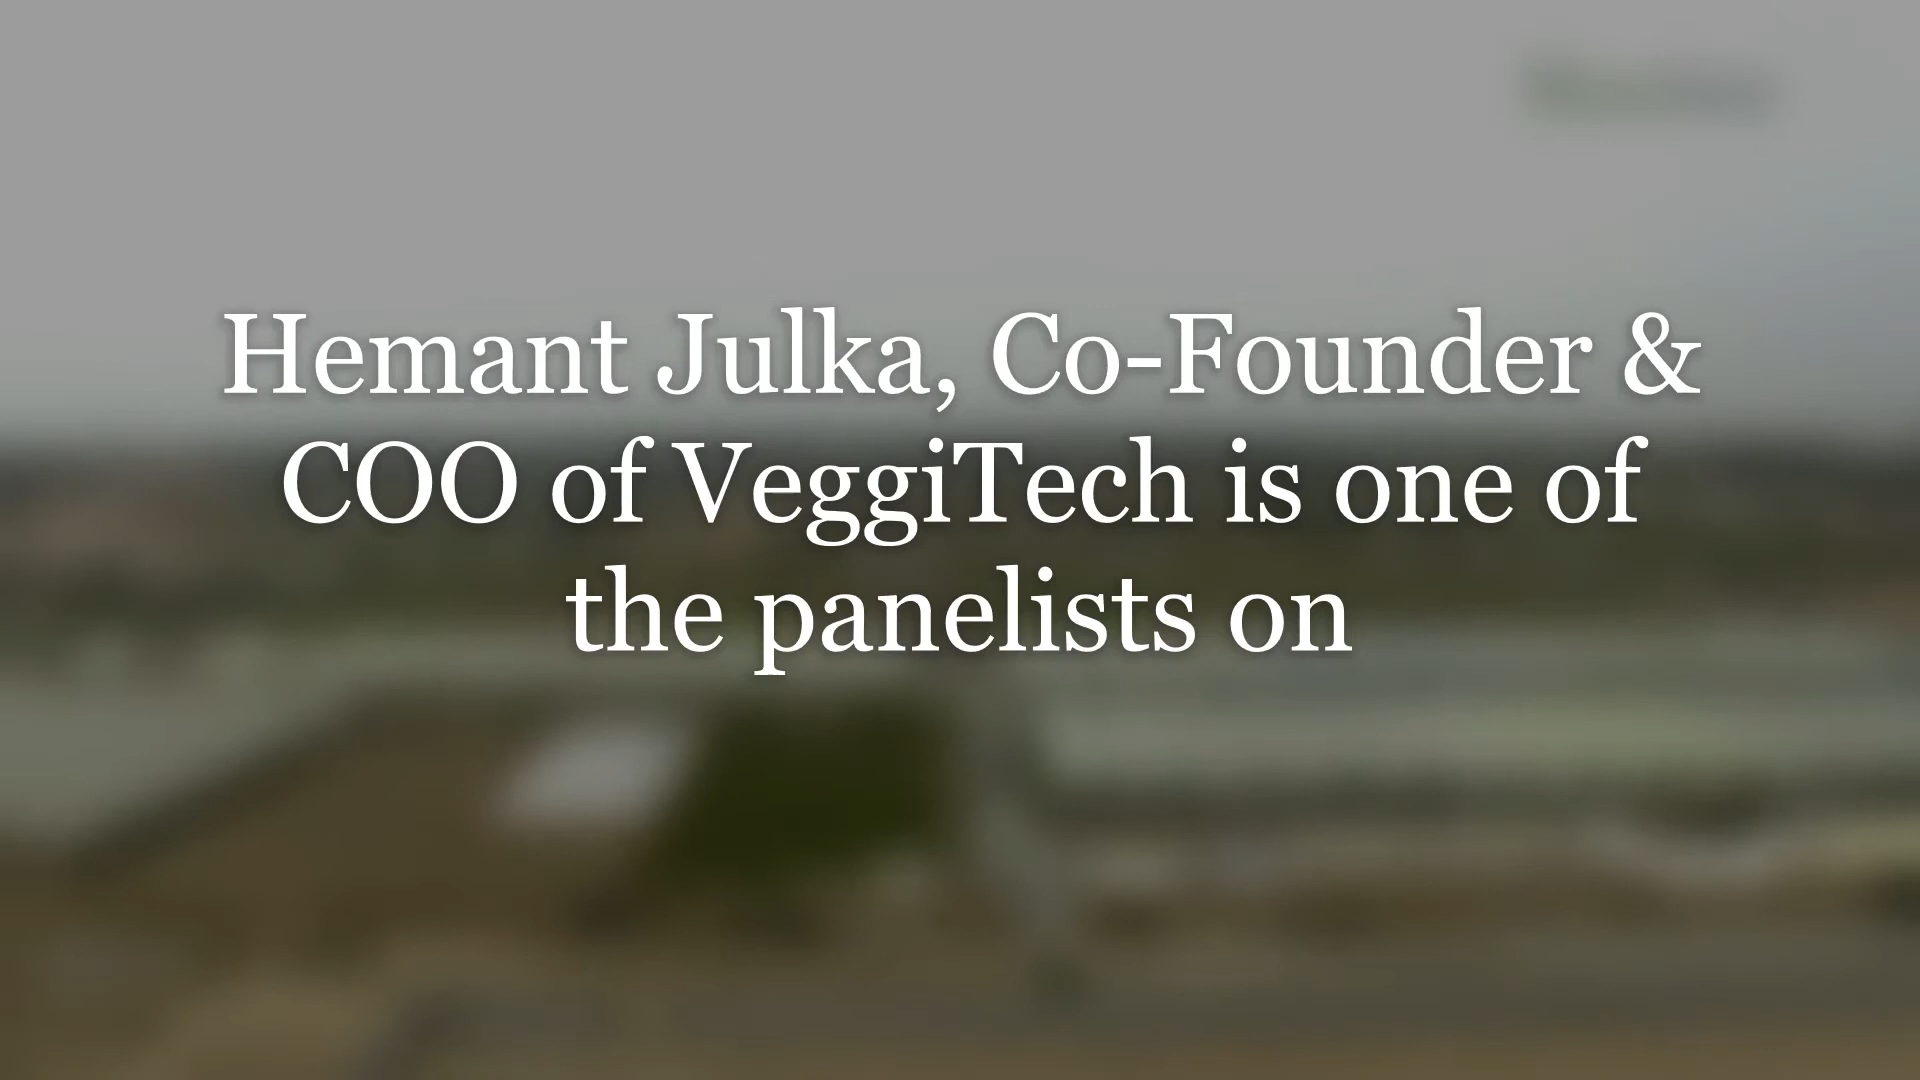 Hemant Julka, Co-Founder &
COO of VeggiTech is one of
the panelists on